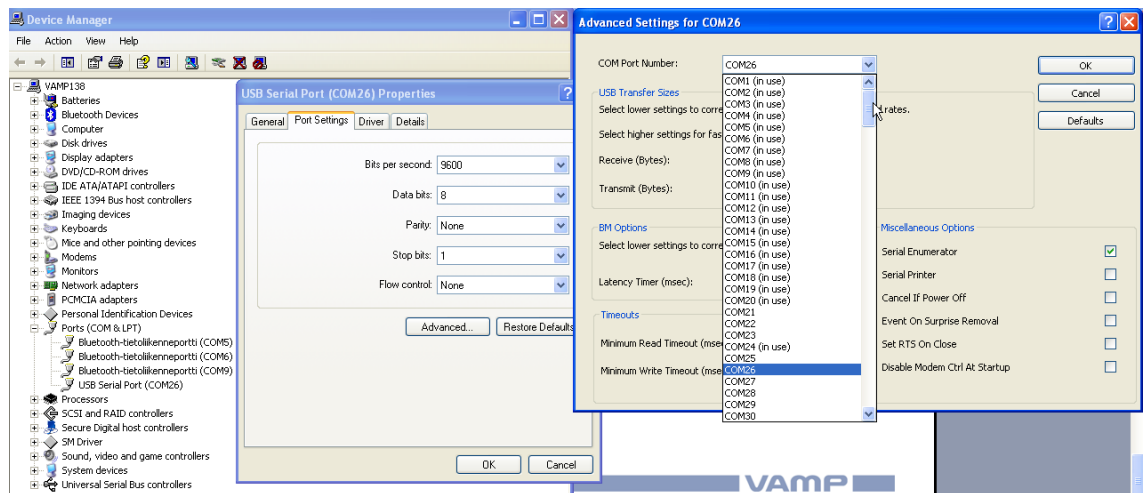 Device Manager
File Action View Help
VAMP138
Batteries
Bluetooth Devices
Computer
Disk drives
Display adapters
DVD/CD-ROM drives
IDE ATA/ATAPI controllers
IEEE 1394 Bus host controllers
Imaging devices
Keyboards
Mice and other pointing devices
Modems
Monitors
Network adapters
PCMCIA adapters
Personal Identification Devices
Ports (COM & LPT)
Bluetooth-tietoliikenneportti (COM5)
Bluetooth-tietoliikenneportti (COM6)
Bluetooth-tietoliikenneportti (COM9)
USB Serial Port (COM26)
Processors
SCSI and RAID controllers
Secure Digital host controllers
SM Driver
Sound, video and game controllers
System devices
Universal Serial Bus controllers
USB Serial Port (COM26) Properties
General Port Settings Driver Details
Bits per second: 9600
Data bits: 8
Parity: None
Stop bits: 1
Flow control: None
Advanced... Restore Defaults
OK Cancel
Advanced Settings for COM26
COM Port Number: COM26
OK
Cancel
Defaults
USB Transfer Sizes
Select lower settings to corre
rates.
Select higher settings for fas
Receive (Bytes):
Transmit (Bytes):
BM Options
Select lower settings to corre
Latency Timer (msec):
Timeouts
Minimum Read Timeout (mse
Minimum Write Timeout (mse
COM1 (in use)
COM2 (in use)
COM3 (in use)
COM4 (in use)
COM5 (in use)
COM6 (in use)
COM7 (in use)
COM8 (in use)
COM9 (in use)
COM10 (in use)
COM11 (in use)
COM12 (in use)
COM13 (in use)
COM14 (in use)
COM15 (in use)
COM16 (in use)
COM17 (in use)
COM18 (in use)
COM19 (in use)
COM20 (in use)
COM21
COM22
COM23
COM24 (in use)
COM25
COM26
COM27
COM28
COM29
COM30
Miscellaneous Options
Serial Enumerator
Serial Printer
Cancel If Power Off
Event On Surprise Removal
Set RTS On Close
Disable Modem Ctrl At Startup
VAMP